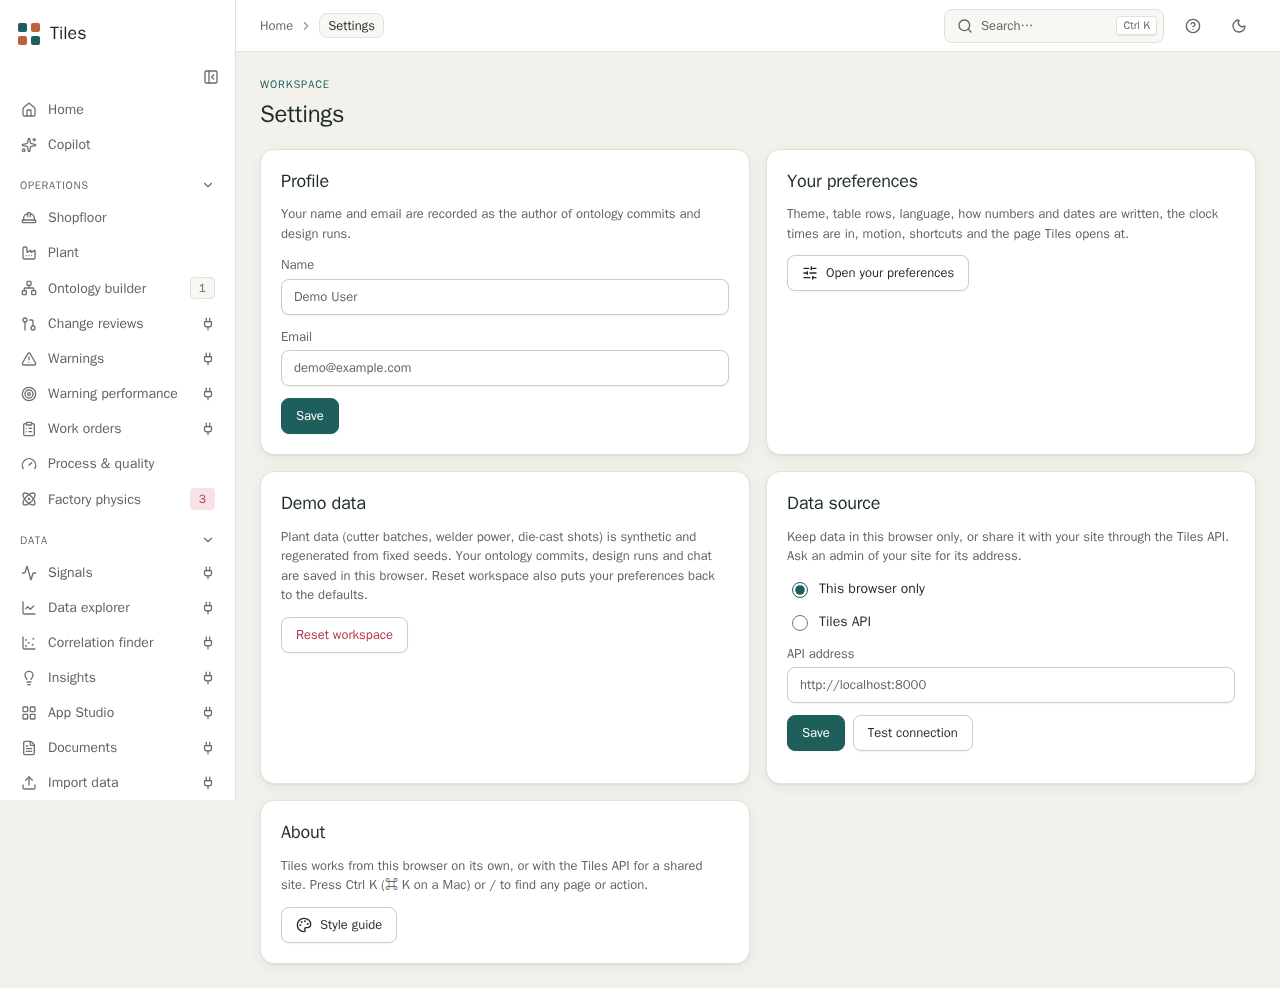 Tiles
Home
Copilot
OPERATIONS
Shopfloor
Plant
Ontology builder 1
Change reviews
Warnings
Warning performance
Work orders
Process & quality
Factory physics 3
DATA
Signals
Data explorer
Correlation finder
Insights
App Studio
Documents
Import data
Home Settings
Search… Ctrl K
WORKSPACE
Settings
Profile
Your name and email are recorded as the author of ontology commits and
design runs.
Name
Demo User
Email
demo@example.com
Save
Your preferences
Theme, table rows, language, how numbers and dates are written, the clock
times are in, motion, shortcuts and the page Tiles opens at.
Open your preferences
Demo data
Plant data (cutter batches, welder power, die-cast shots) is synthetic and
regenerated from fixed seeds. Your ontology commits, design runs and chat
are saved in this browser. Reset workspace also puts your preferences back
to the defaults.
Reset workspace
Data source
Keep data in this browser only, or share it with your site through the Tiles API.
Ask an admin of your site for its address.
This browser only
Tiles API
API address
http://localhost:8000
Save Test connection
About
Tiles works from this browser on its own, or with the Tiles API for a shared
site. Press Ctrl K (⌘ K on a Mac) or / to find any page or action.
Style guide